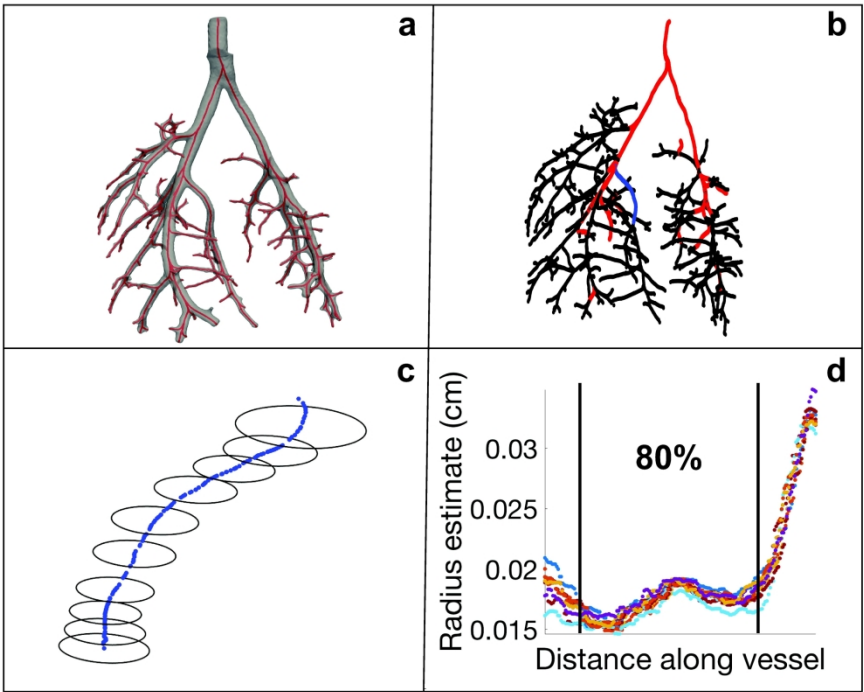 a
b
c
d
Radius estimate (cm)
0.03
0.025
0.02
0.015
80%
Distance along vessel